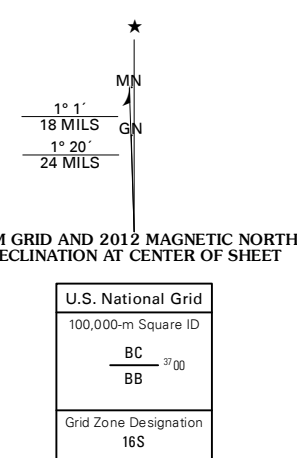 ★
MN
1° 1´
18 MILS
GN
1° 20´
24 MILS
M GRID AND 2012 MAGNETIC NORTH
ECLINATION AT CENTER OF SHEET
U.S. National Grid
100,000-m Square ID
BC
3700
BB
Grid Zone Designation
16S